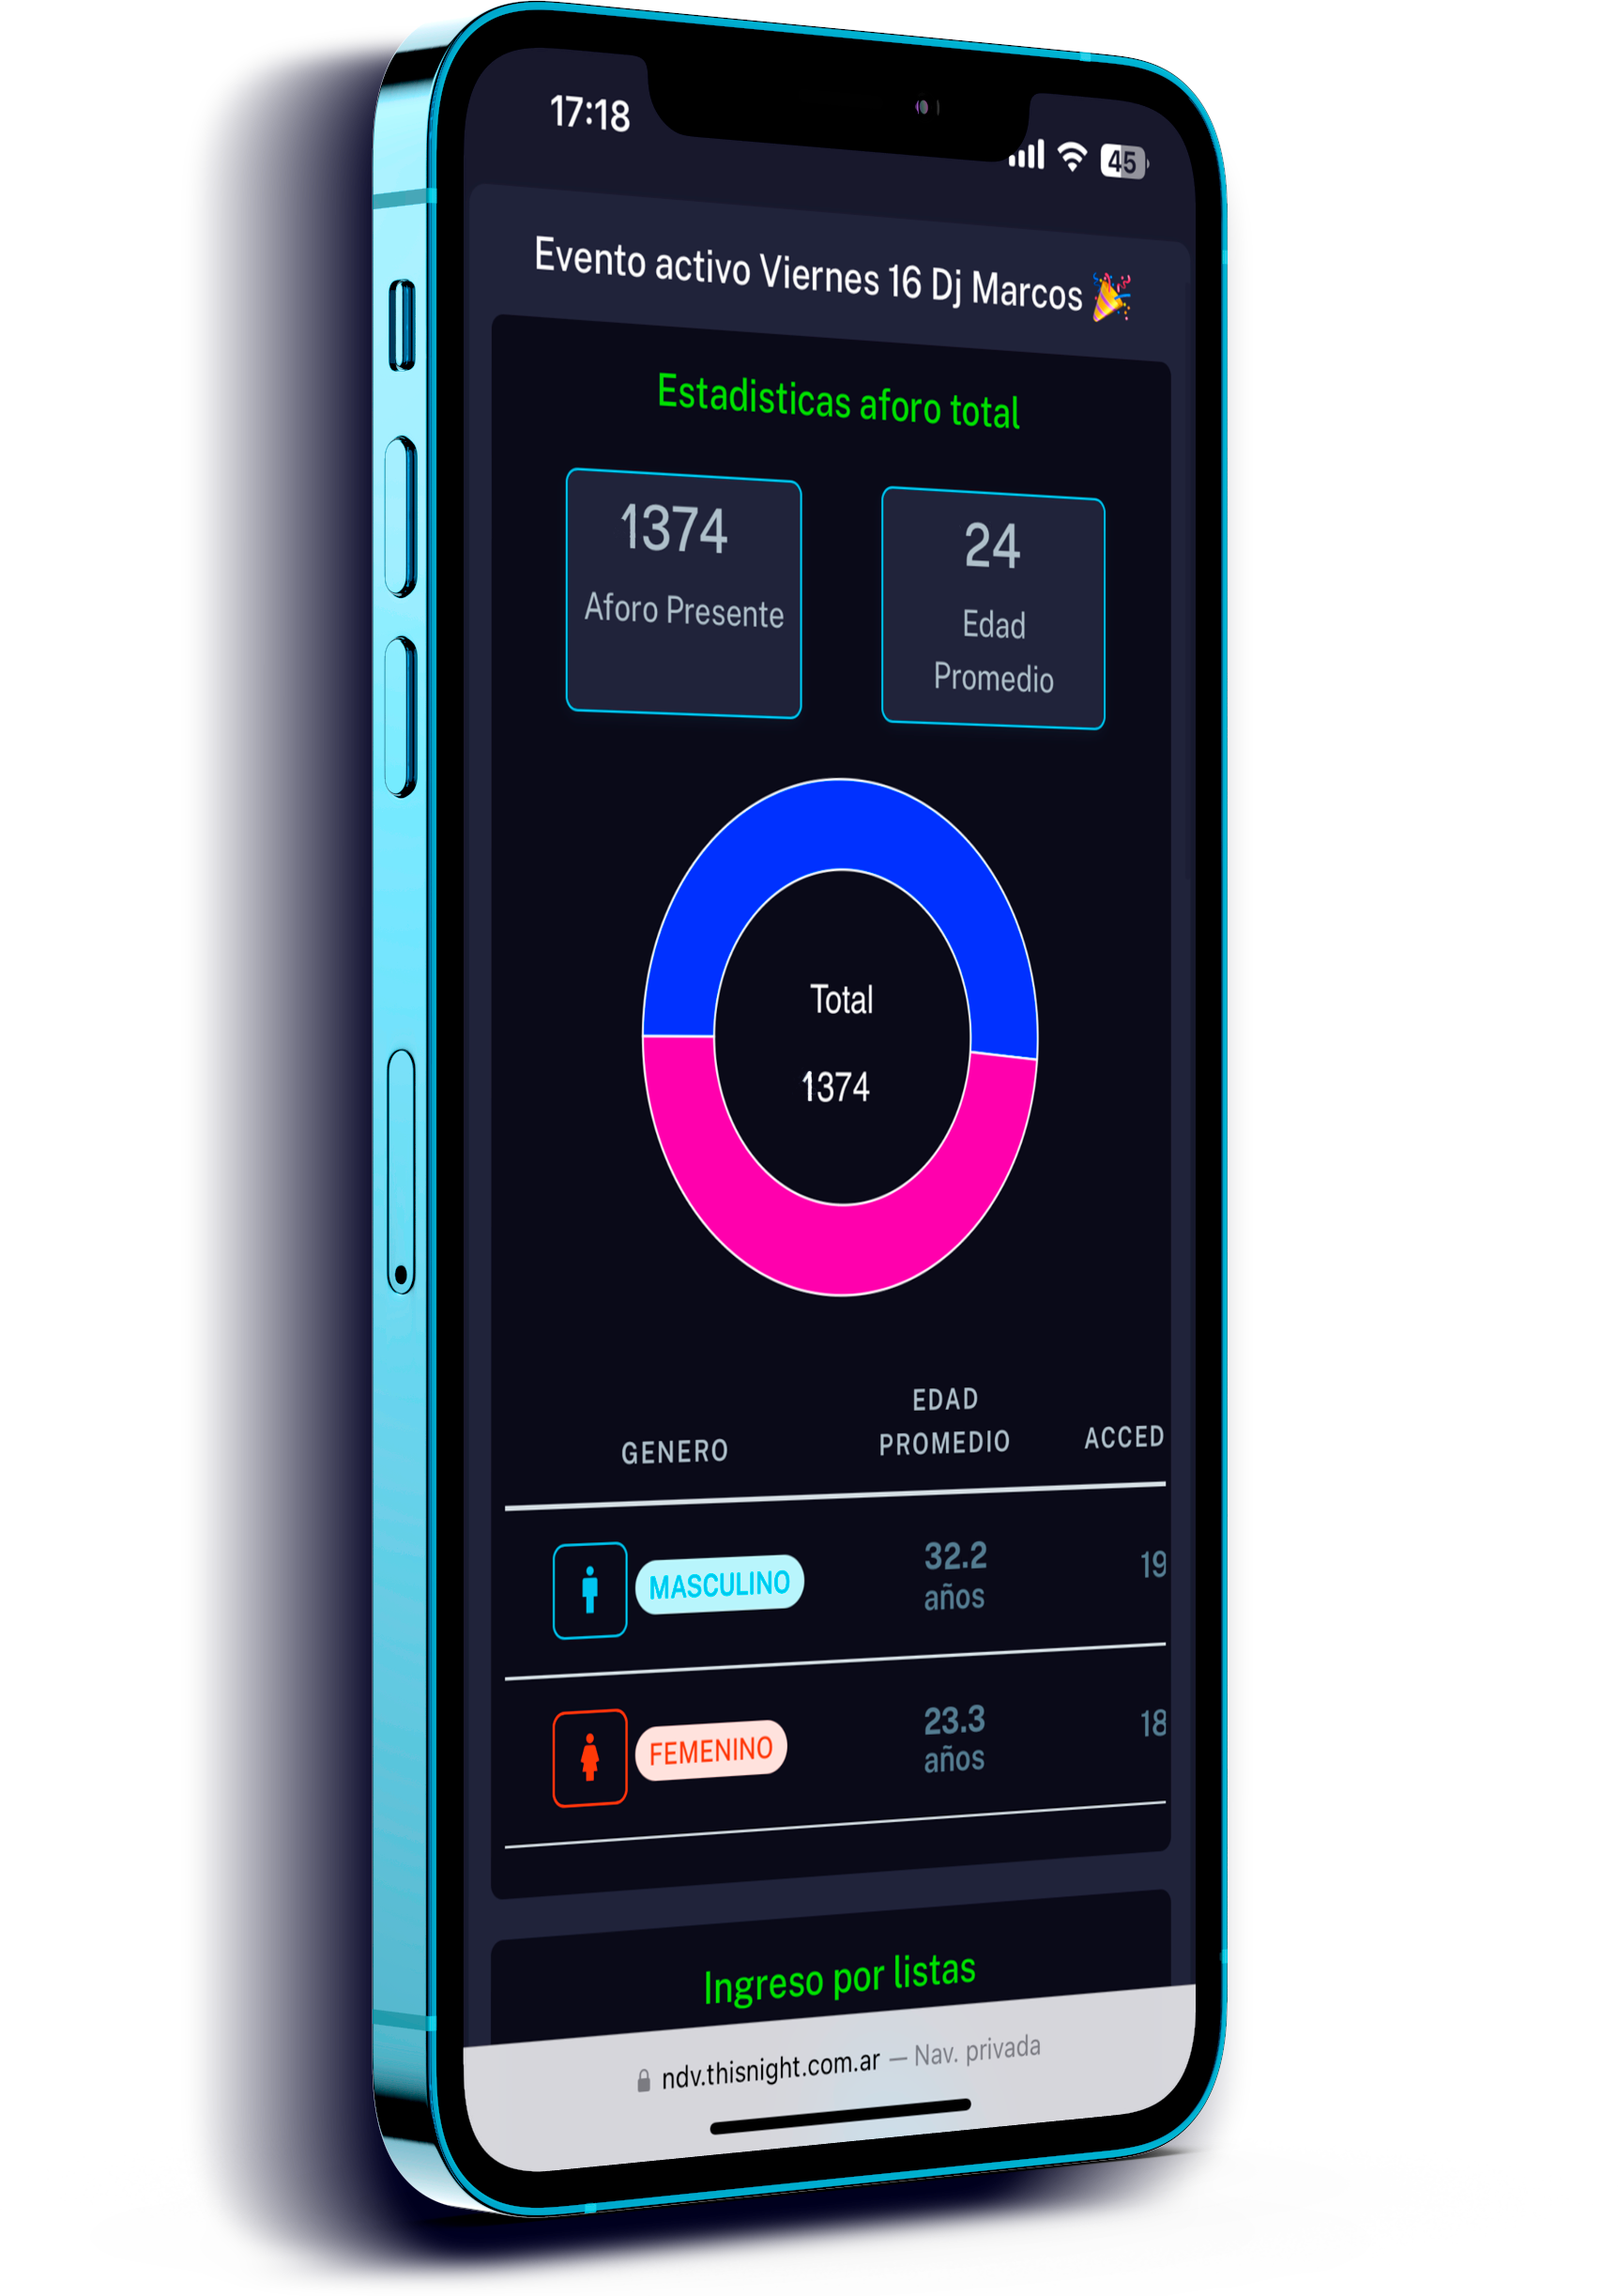 17:18
45
Evento activo Viernes 16 Dj Marcos
Estadisticas aforo total
1374
Aforo Presente
24
Edad
Promedio
Total
1374
GENERO
EDAD
PROMEDIO
ACCED
MASCULINO
32.2
años
19
FEMENINO
23.3
años
18
Ingreso por listas
ndv.thisnight.com.ar — Nav. privada